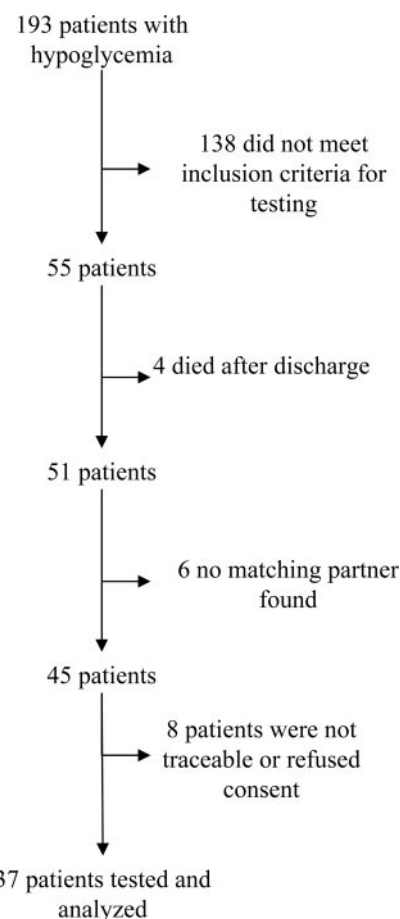 193 patients with
hypoglycemia
138 did not meet
inclusion criteria for
testing
55 patients
4 died after discharge
51 patients
6 no matching partner
found
45 patients
8 patients were not
traceable or refused
consent
37 patients tested and
analyzed